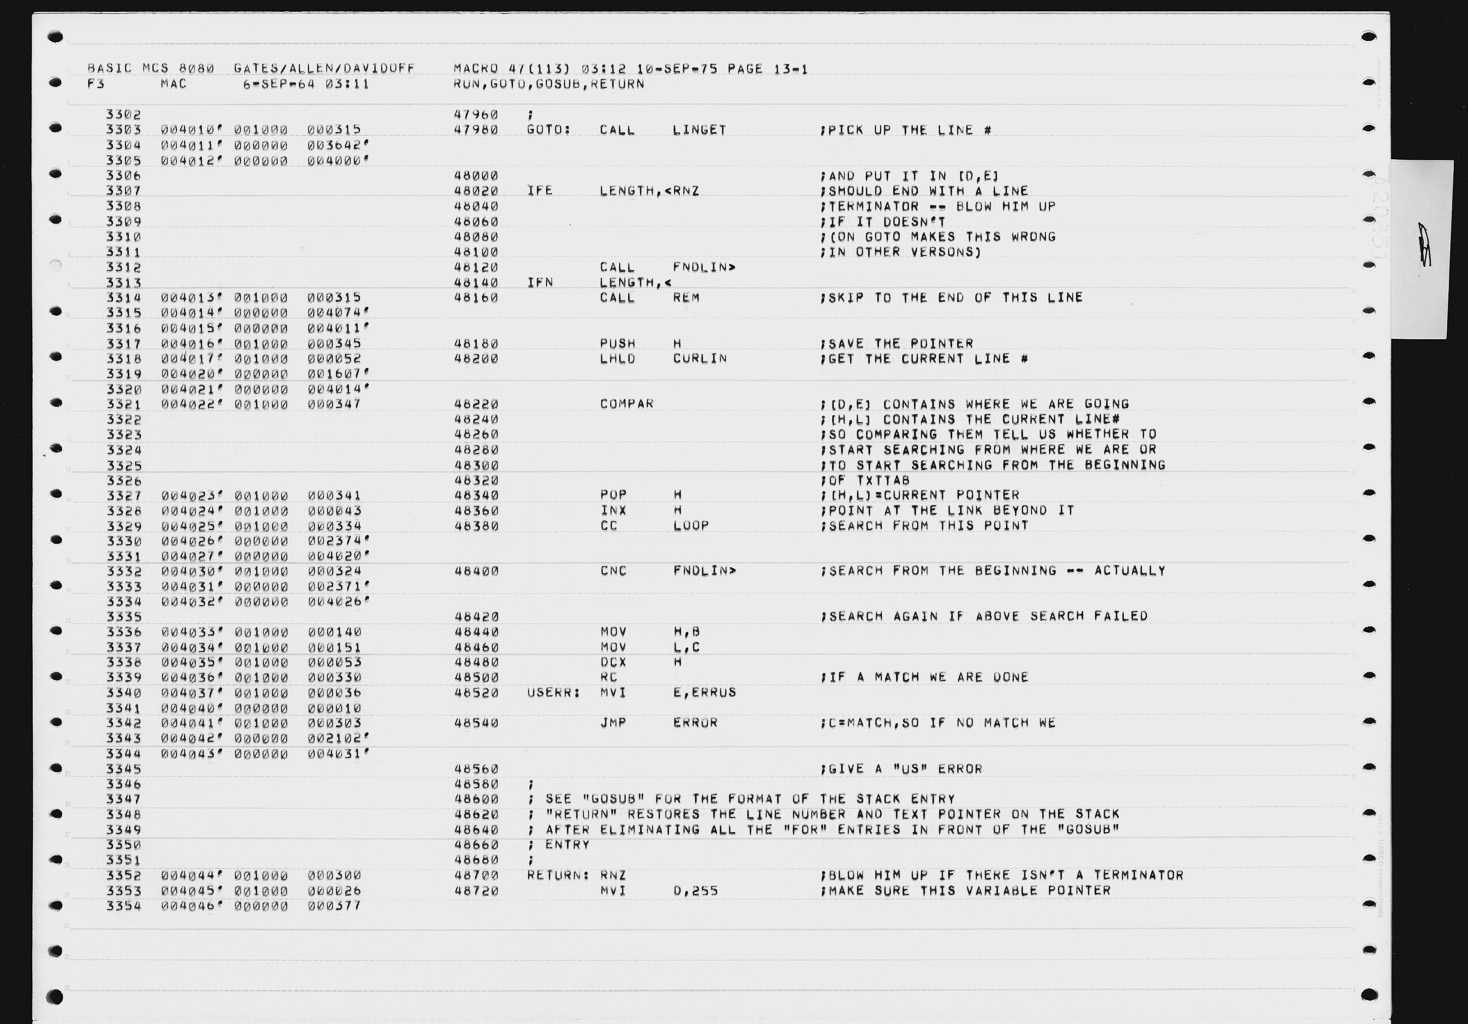 BASIC MCS 8080 GATES/ALLEN/DAVIDOFF MACRO 47(113) 03:12 10-SEP-75 PAGE 13-1
F3 MAC 6-SEP-64 03:11 RUN,GOTO,GOSUB,RETURN
3302 47960 ;
3303 004010' 001000 000315 47980 GOTO: CALL LINGET ;PICK UP THE LINE #
3304 004011' 000000 003642'
3305 004012' 000000 004000'
3306 48000 ;AND PUT IT IN [D,E]
3307 48020 IFE LENGTH,<RNZ ;SHOULD END WITH A LINE
3308 48040 ;TERMINATOR -- BLOW HIM UP
3309 48060 ;IF IT DOESN'T
3310 48080 ;(ON GOTO MAKES THIS WRONG
3311 48100 ;IN OTHER VERSONS)
3312 48120 CALL FNDLIN>
3313 48140 IFN LENGTH,<
3314 004013' 001000 000315 48160 CALL REM ;SKIP TO THE END OF THIS LINE
3315 004014' 000000 004074'
3316 004015' 000000 004011'
3317 004016' 001000 000345 48180 PUSH H ;SAVE THE POINTER
3318 004017' 001000 000052 48200 LHLD CURLIN ;GET THE CURRENT LINE #
3319 004020' 000000 001607'
3320 004021' 000000 004014'
3321 004022' 001000 000347 48220 COMPAR ;[D,E] CONTAINS WHERE WE ARE GOING
3322 48240 ;[H,L] CONTAINS THE CURRENT LINE#
3323 48260 ;SO COMPARING THEM TELL US WHETHER TO
3324 48280 ;START SEARCHING FROM WHERE WE ARE OR
3325 48300 ;TO START SEARCHING FROM THE BEGINNING
3326 48320 ;OF TXTTAB
3327 004023' 001000 000341 48340 POP H ;[H,L]=CURRENT POINTER
3328 004024' 001000 000043 48360 INX H ;POINT AT THE LINK BEYOND IT
3329 004025' 001000 000334 48380 CC LOOP ;SEARCH FROM THIS POINT
3330 004026' 000000 002374'
3331 004027' 000000 004020'
3332 004030' 001000 000324 48400 CNC FNDLIN> ;SEARCH FROM THE BEGINNING -- ACTUALLY
3333 004031' 000000 002371'
3334 004032' 000000 004026'
3335 48420 ;SEARCH AGAIN IF ABOVE SEARCH FAILED
3336 004033' 001000 000140 48440 MOV H,B
3337 004034' 001000 000151 48460 MOV L,C
3338 004035' 001000 000053 48480 DCX H
3339 004036' 001000 000330 48500 RC ;IF A MATCH WE ARE DONE
3340 004037' 001000 000036 48520 USERR: MVI E,ERRUS
3341 004040' 000000 000010
3342 004041' 001000 000303 48540 JMP ERROR ;C=MATCH,SO IF NO MATCH WE
3343 004042' 000000 002102'
3344 004043' 000000 004031'
3345 48560 ;GIVE A "US" ERROR
3346 48580 ;
3347 48600 ; SEE "GOSUB" FOR THE FORMAT OF THE STACK ENTRY
3348 48620 ; "RETURN" RESTORES THE LINE NUMBER AND TEXT POINTER ON THE STACK
3349 48640 ; AFTER ELIMINATING ALL THE "FOR" ENTRIES IN FRONT OF THE "GOSUB"
3350 48660 ; ENTRY
3351 48680 ;
3352 004044' 001000 000300 48700 RETURN: RNZ ;BLOW HIM UP IF THERE ISN'T A TERMINATOR
3353 004045' 001000 000026 48720 MVI D,255 ;MAKE SURE THIS VARIABLE POINTER
3354 004046' 000000 000377